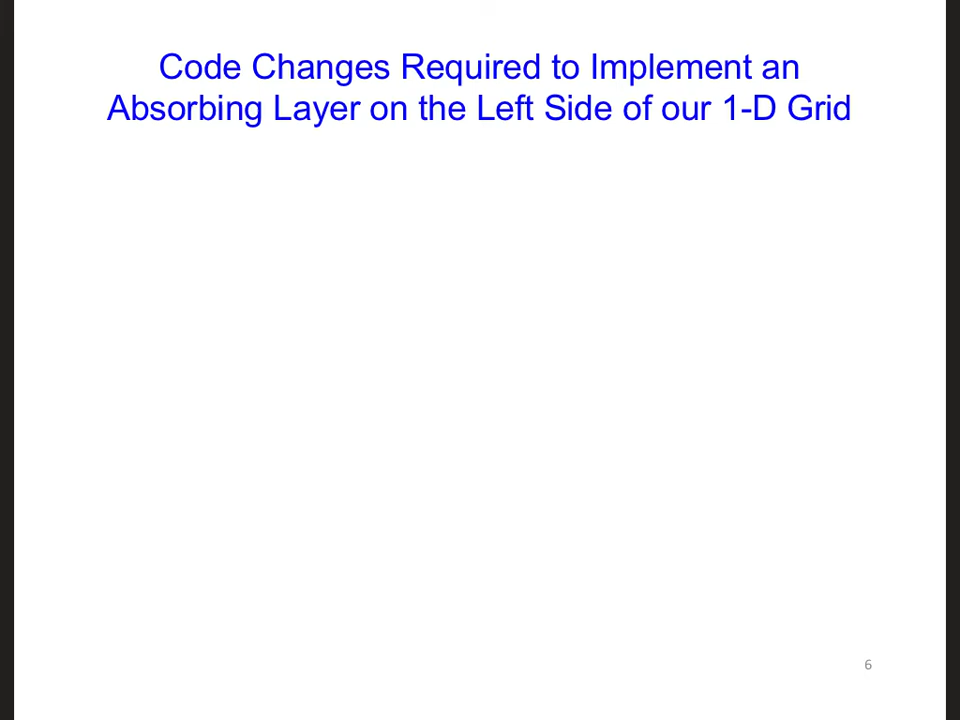 Code Changes Required to Implement an
Absorbing Layer on the Left Side of our 1-D Grid
6